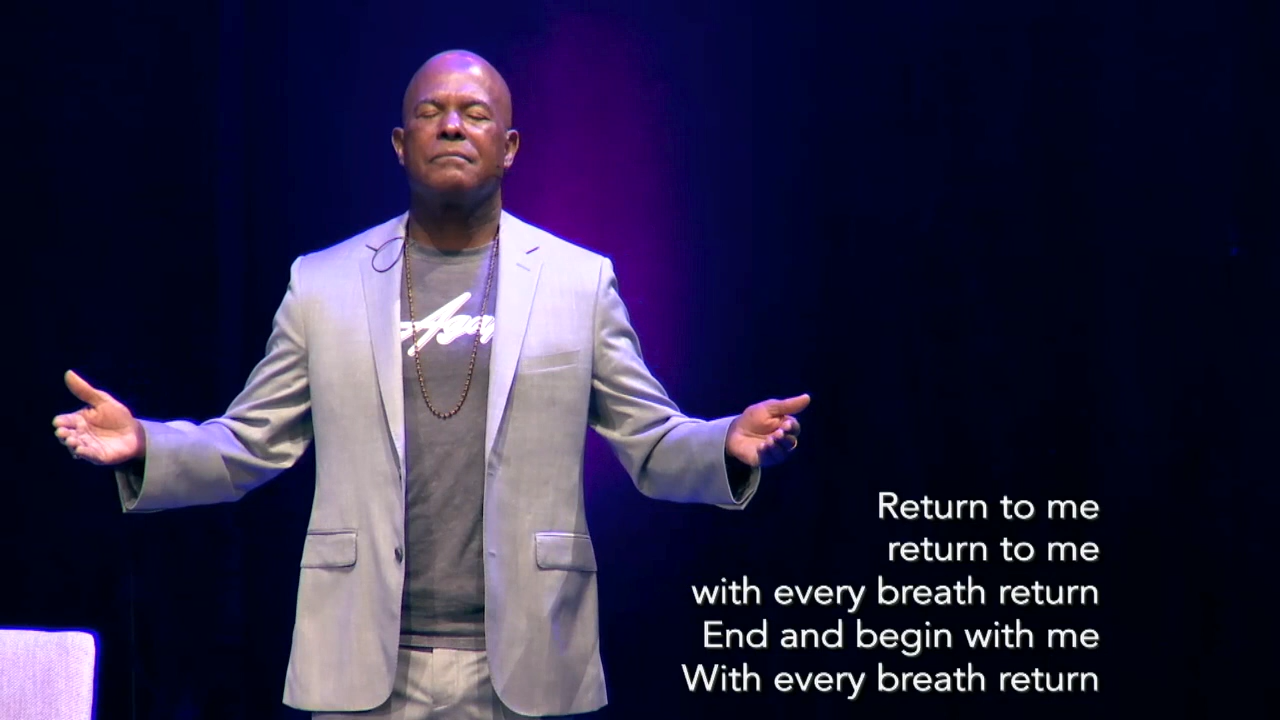 Return to me
return to me
with every breath return
End and begin with me
With every breath return